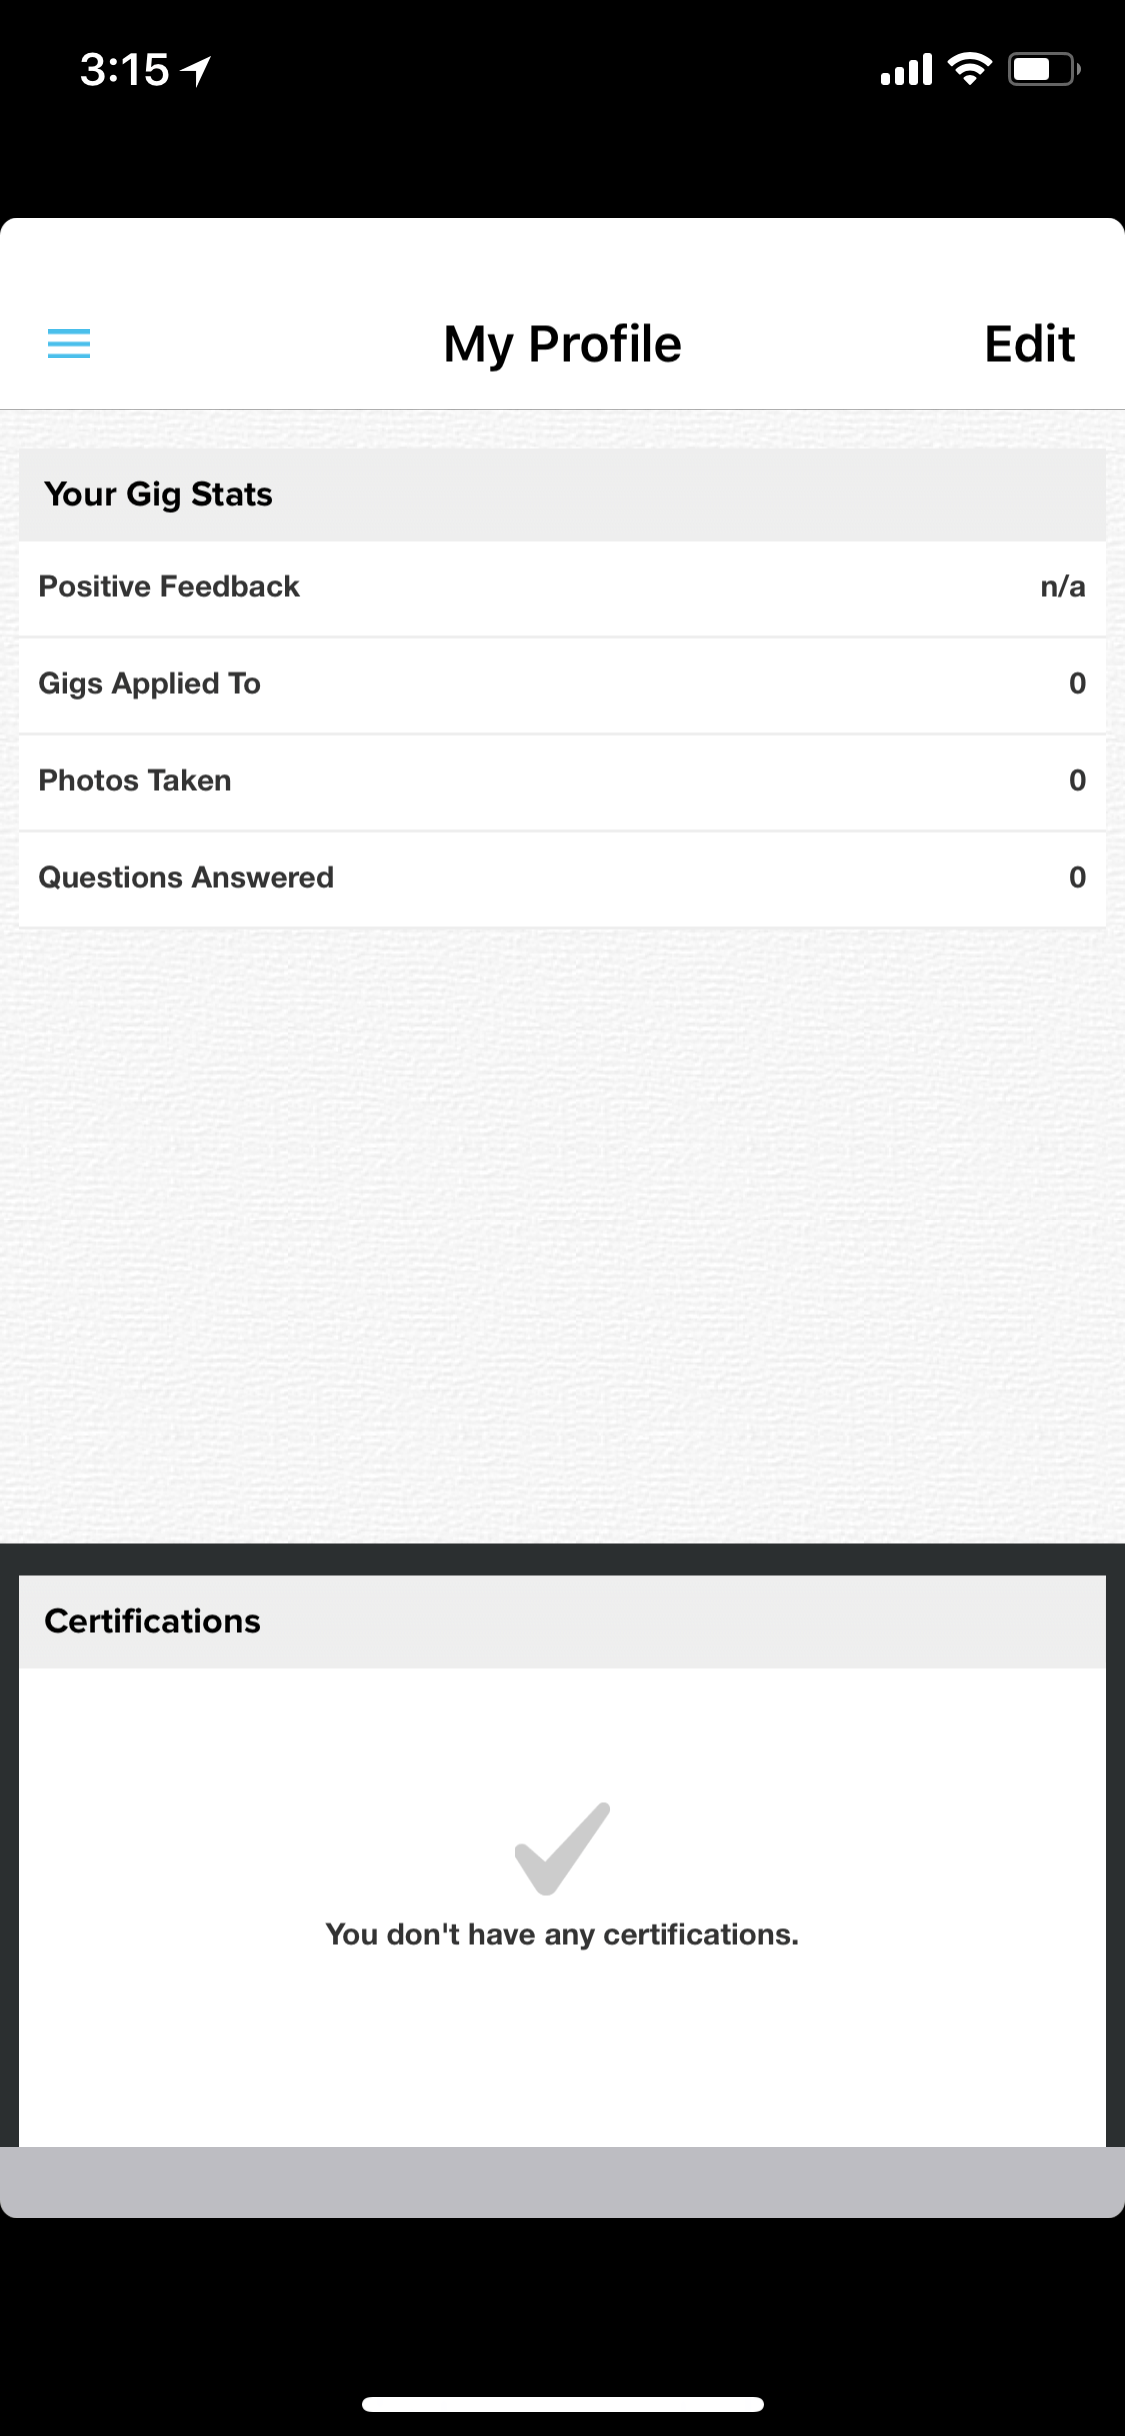 3:15
My Profile
Edit
Your Gig Stats
Positive Feedback n/a
Gigs Applied To 0
Photos Taken 0
Questions Answered 0
Certifications
You don't have any certifications.